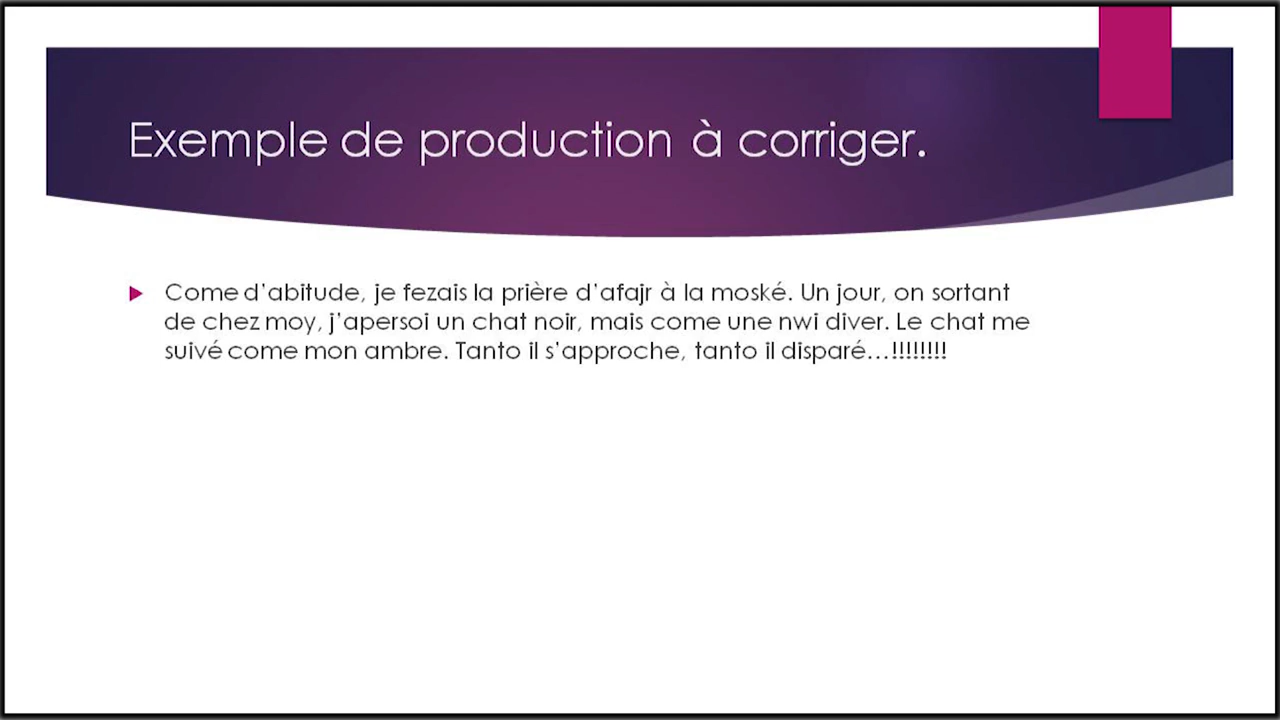 Exemple de production à corriger.
Come d'abitude, je fezais la prière d'afajr à la moské. Un jour, on sortant
de chez moy, j'apersoi un chat noir, mais come une nwi diver. Le chat me
suivé come mon ambre. Tanto il s'approche, tanto il disparé...!!!!!!!!